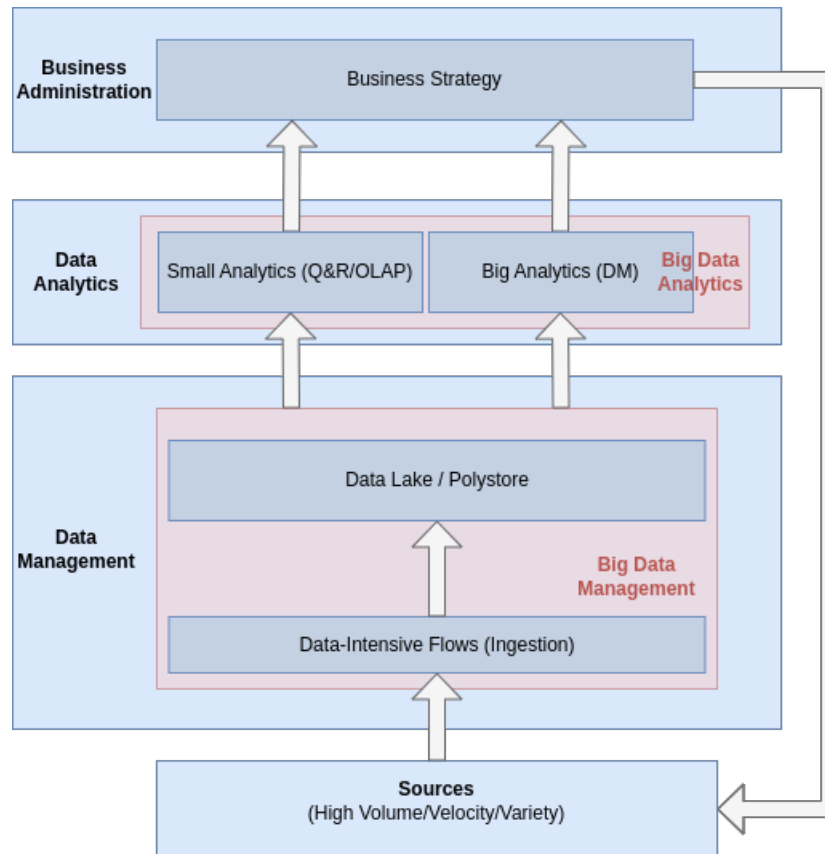 Business
Administration
Business Strategy
Data
Analytics
Small Analytics (Q&R/OLAP)
Big Analytics (DM)
Big Data
Analytics
Data
Management
Data Lake / Polystore
Big Data
Management
Data-Intensive Flows (Ingestion)
Sources
(High Volume/Velocity/Variety)